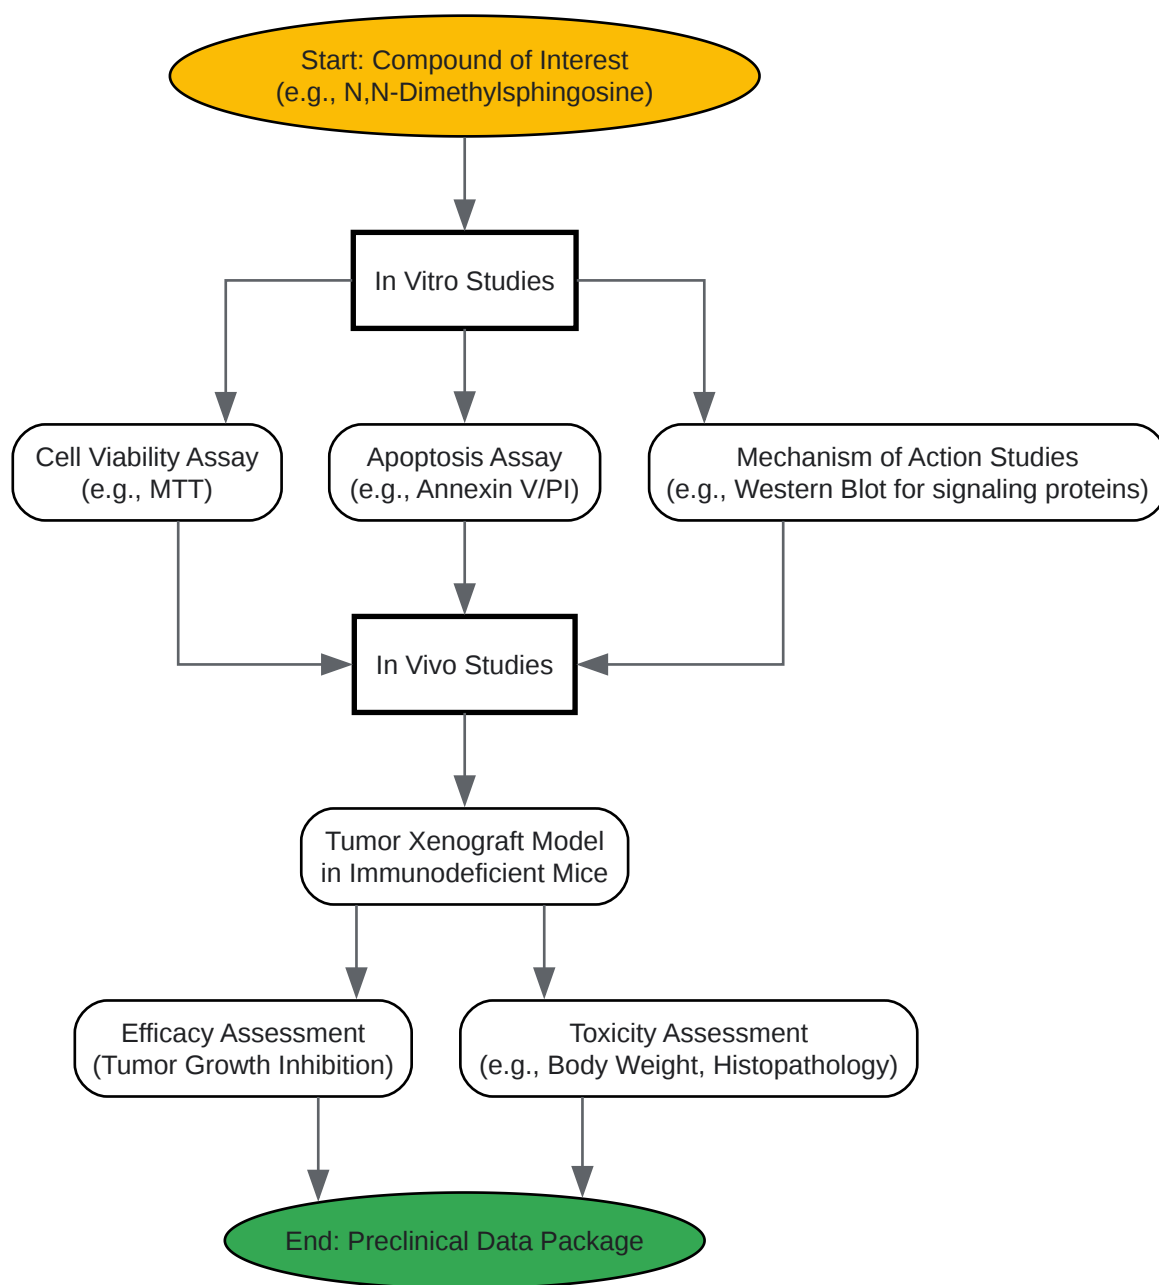 Start: Compound of Interest
(e.g., N,N-Dimethylsphingosine)
In Vitro Studies
Cell Viability Assay
(e.g., MTT)
Apoptosis Assay
(e.g., Annexin V/PI)
Mechanism of Action Studies
(e.g., Western Blot for signaling proteins)
In Vivo Studies
Tumor Xenograft Model
in Immunodeficient Mice
Efficacy Assessment
(Tumor Growth Inhibition)
Toxicity Assessment
(e.g., Body Weight, Histopathology)
End: Preclinical Data Package